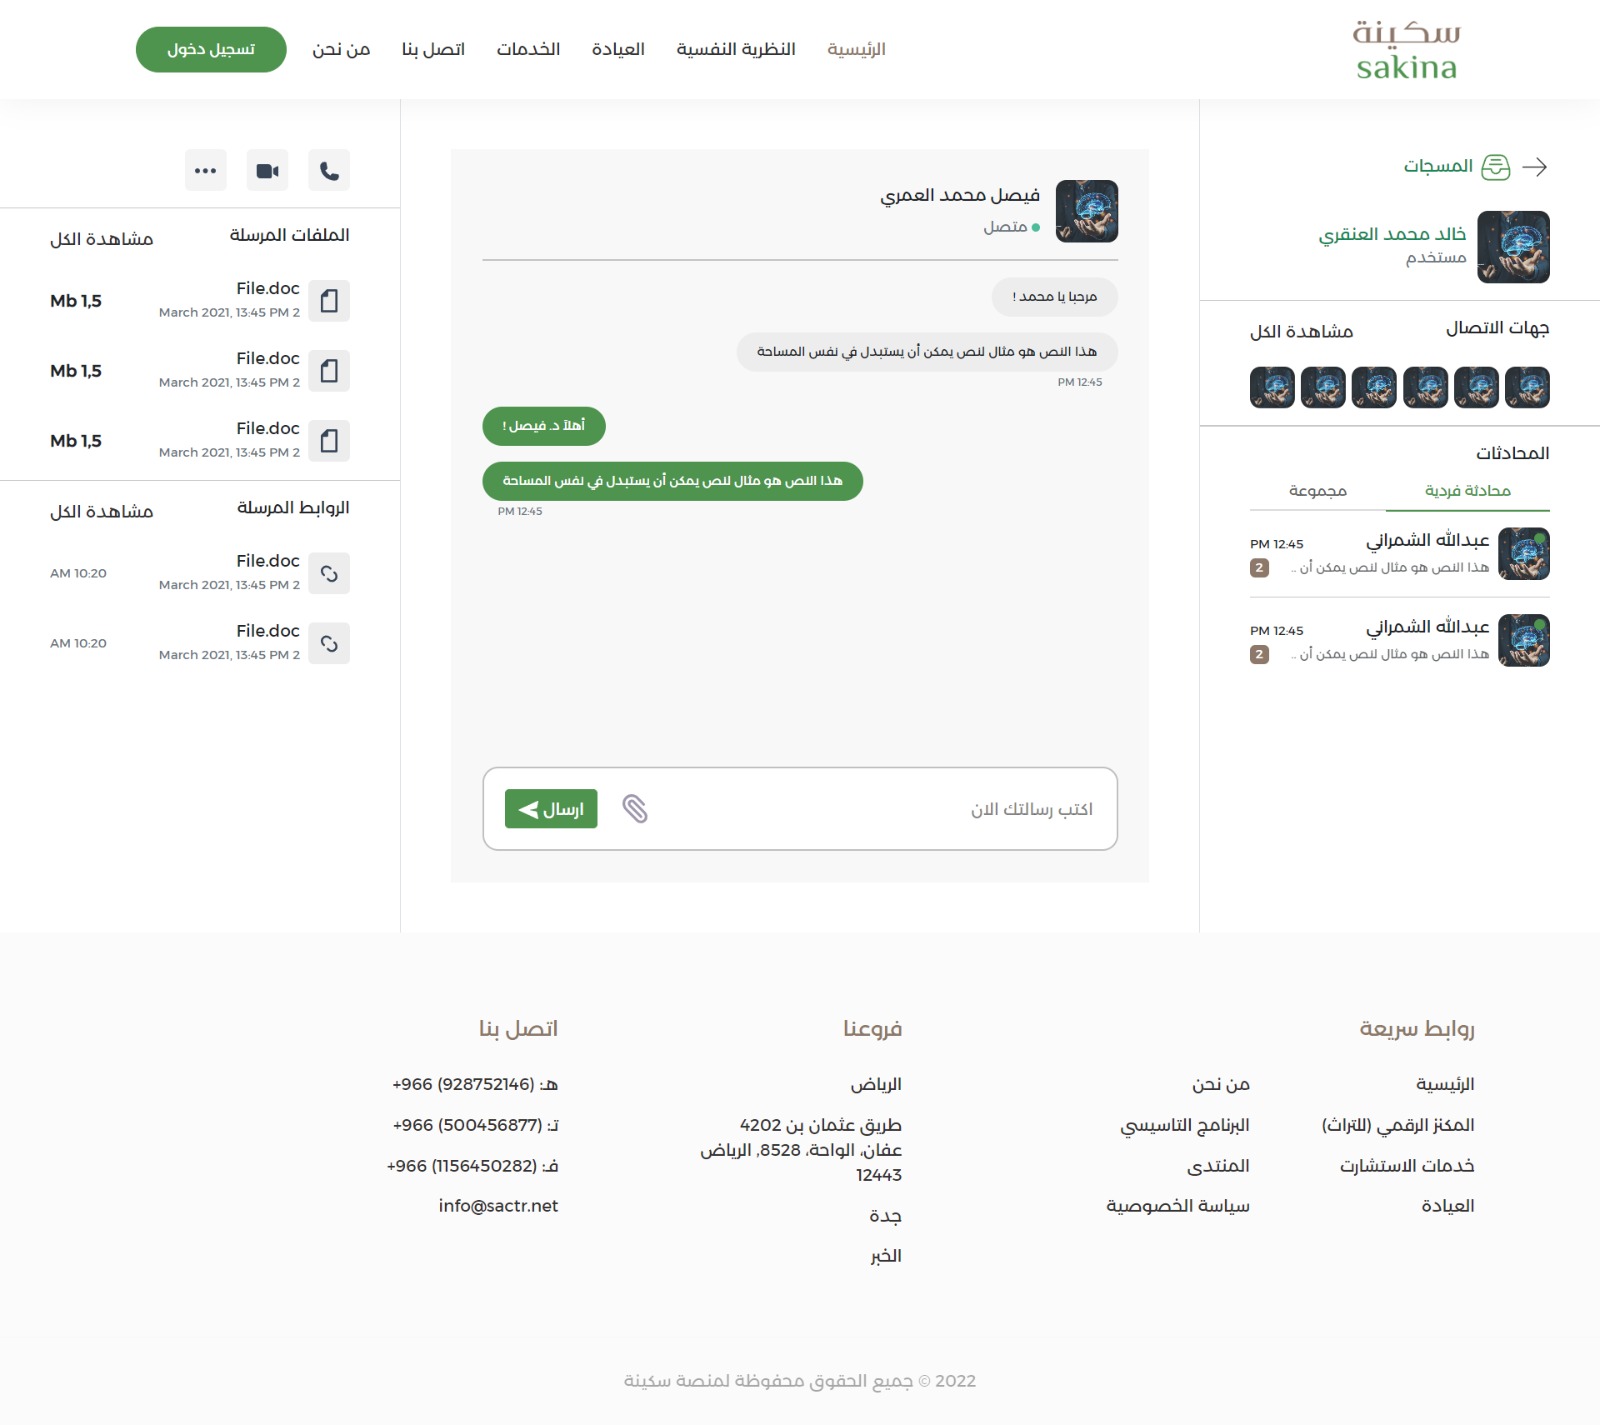 سكينة
sakina
الرئيسية
النظرية النفسية
العيادة
الخدمات
اتصل بنا
من نحن
تسجيل دخول
المسجات
خالد محمد العنقري
مستخدم
جهات الاتصال
مشاهدة الكل
المحادثات
محادثة فردية
مجموعة
عبدالله الشمراني
PM 12:45
هذا النص هو مثال لنص يمكن أن ..
2
عبدالله الشمراني
PM 12:45
هذا النص هو مثال لنص يمكن أن ..
2
فيصل محمد العمري
متصل
مرحبا يا محمد !
هذا النص هو مثال لنص يمكن أن يستبدل في نفس المساحة
PM 12:45
أهلاً د. فيصل !
هذا النص هو مثال لنص يمكن أن يستبدل في نفس المساحة
PM 12:45
اكتب رسالتك الان
ارسال
الملفات المرسلة
مشاهدة الكل
File.doc
March 2021, 13:45 PM 2
Mb 1,5
File.doc
March 2021, 13:45 PM 2
Mb 1,5
File.doc
March 2021, 13:45 PM 2
Mb 1,5
الروابط المرسلة
مشاهدة الكل
File.doc
March 2021, 13:45 PM 2
AM 10:20
File.doc
March 2021, 13:45 PM 2
AM 10:20
روابط سريعة
الرئيسية
المكنز الرقمي (للتراث)
خدمات الاستشارت
العيادة
من نحن
البرنامج التاسيسي
المنتدى
سياسة الخصوصية
فروعنا
الرياض
طريق عثمان بن 4202
عفان، الواحة، 8528, الرياض
12443
جدة
الخبر
اتصل بنا
هـ: (928752146) 966+
تـ: (500456877) 966+
فـ: (1156450282) 966+
info@sactr.net
2022 © جميع الحقوق محفوظة لمنصة سكينة